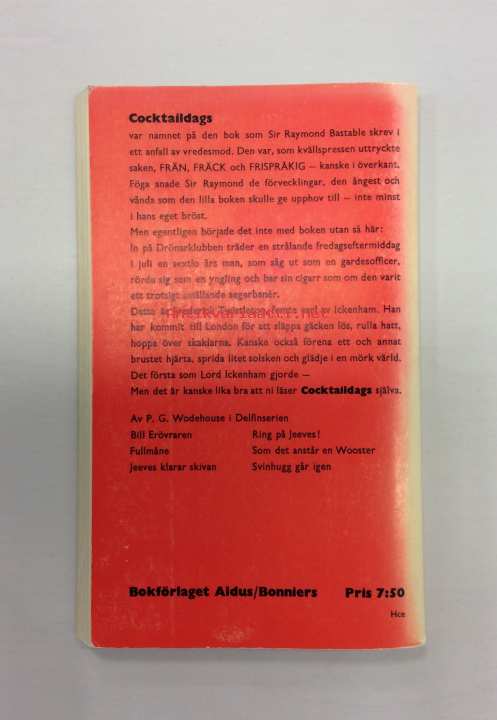 Cocktaildags
var namnet på den bok som Sir Raymond Bastable skrev i
ett anfall av vredesmod. Den var, som kvällspressen uttryckte
saken, FRÄN, FRÄCK och FRISPRÅKIG — kanske i överkant.
Föga anade Sir Raymond de förvecklingar, den ångest och
vånda som den lilla boken skulle ge upphov till — inte minst
i hans eget bröst.
Men egentligen började det inte med boken utan så här:
In på Drönarklubben träder en strålande fredagseftermiddag
i juli en sextio års man, som såg ut som en gardesofficer,
rörde sig som en yngling och bar sin cigarr som om den varit
ett trotsigt smällande segerbanér.
Detta är Frederik Twistleton, femte earl av Ickenham. Han
har kommit till London för att släppa gäcken lös, rulla hatt,
hoppa över skaklarna. Kanske också förena ett och annat
brustet hjärta, sprida litet solsken och glädje i en mörk värld.
Det första som Lord Ickenham gjorde —
Men det är kanske lika bra att ni läser Cocktaildags själva.
Av P. G. Wodehouse i Delfinserien
Bill Erövraren Ring på Jeeves!
Fullmåne Som det anstår en Wooster
Jeeves klarar skivan Svinhugg går igen
Bokförlaget Aldus/Bonniers Pris 7:50
Hce